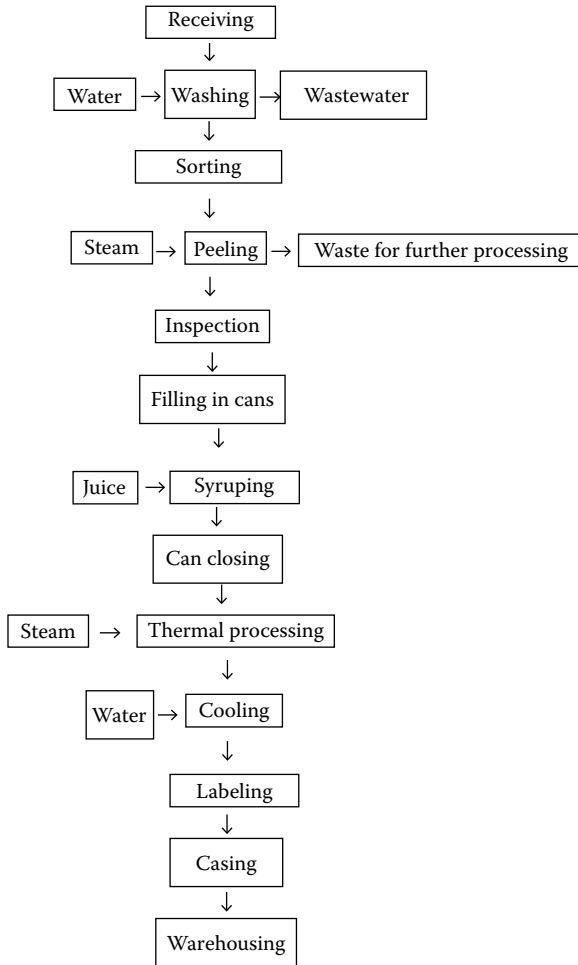 Receiving
Water
Washing
Wastewater
Sorting
Steam
Peeling
Waste for further processing
Inspection
Filling in cans
Juice
Syruping
Can closing
Steam
Thermal processing
Water
Cooling
Labeling
Casing
Warehousing